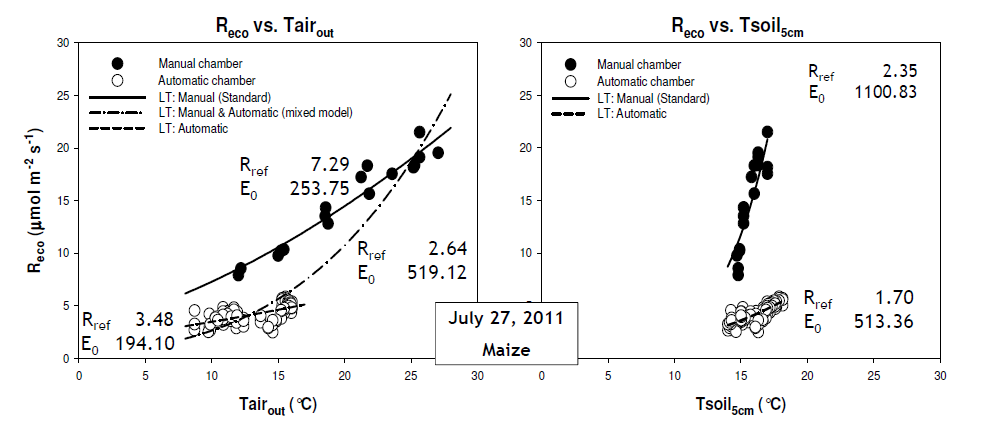 Reco vs. Tairout
30
25
20
15
10
5
0
Reco (µmol m-2 s-1)
Manual chamber
Automatic chamber
LT: Manual (Standard)
LT: Manual & Automatic (mixed model)
LT: Automatic
Rref 7.29
E0 253.75
Rref 2.64
E0 519.12
Rref 3.48
E0 194.10
0 5 10 15 20 25 30
Tairout (°C)
July 27, 2011
Maize
Reco vs. Tsoil5cm
30
25
20
15
10
Manual chamber
Automatic chamber
LT: Manual (Standard)
LT: Automatic
Rref 2.35
E0 1100.83
Rref 1.70
E0 513.36
0 5 10 15 20 25 30
Tsoil5cm (°C)